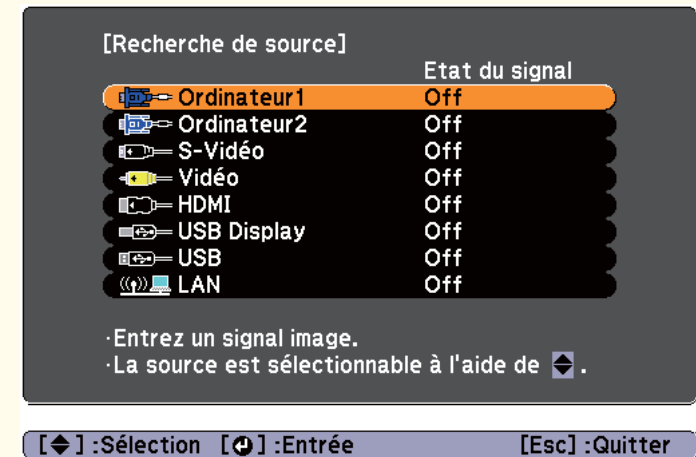 [Recherche de source]
Etat du signal
Ordinateur1 Off
Ordinateur2 Off
S-Vidéo Off
Vidéo Off
HDMI Off
USB Display Off
USB Off
LAN Off
·Entrez un signal image.
·La source est sélectionnable à l'aide de .
[ ] :Sélection [ ] :Entrée [Esc] :Quitter